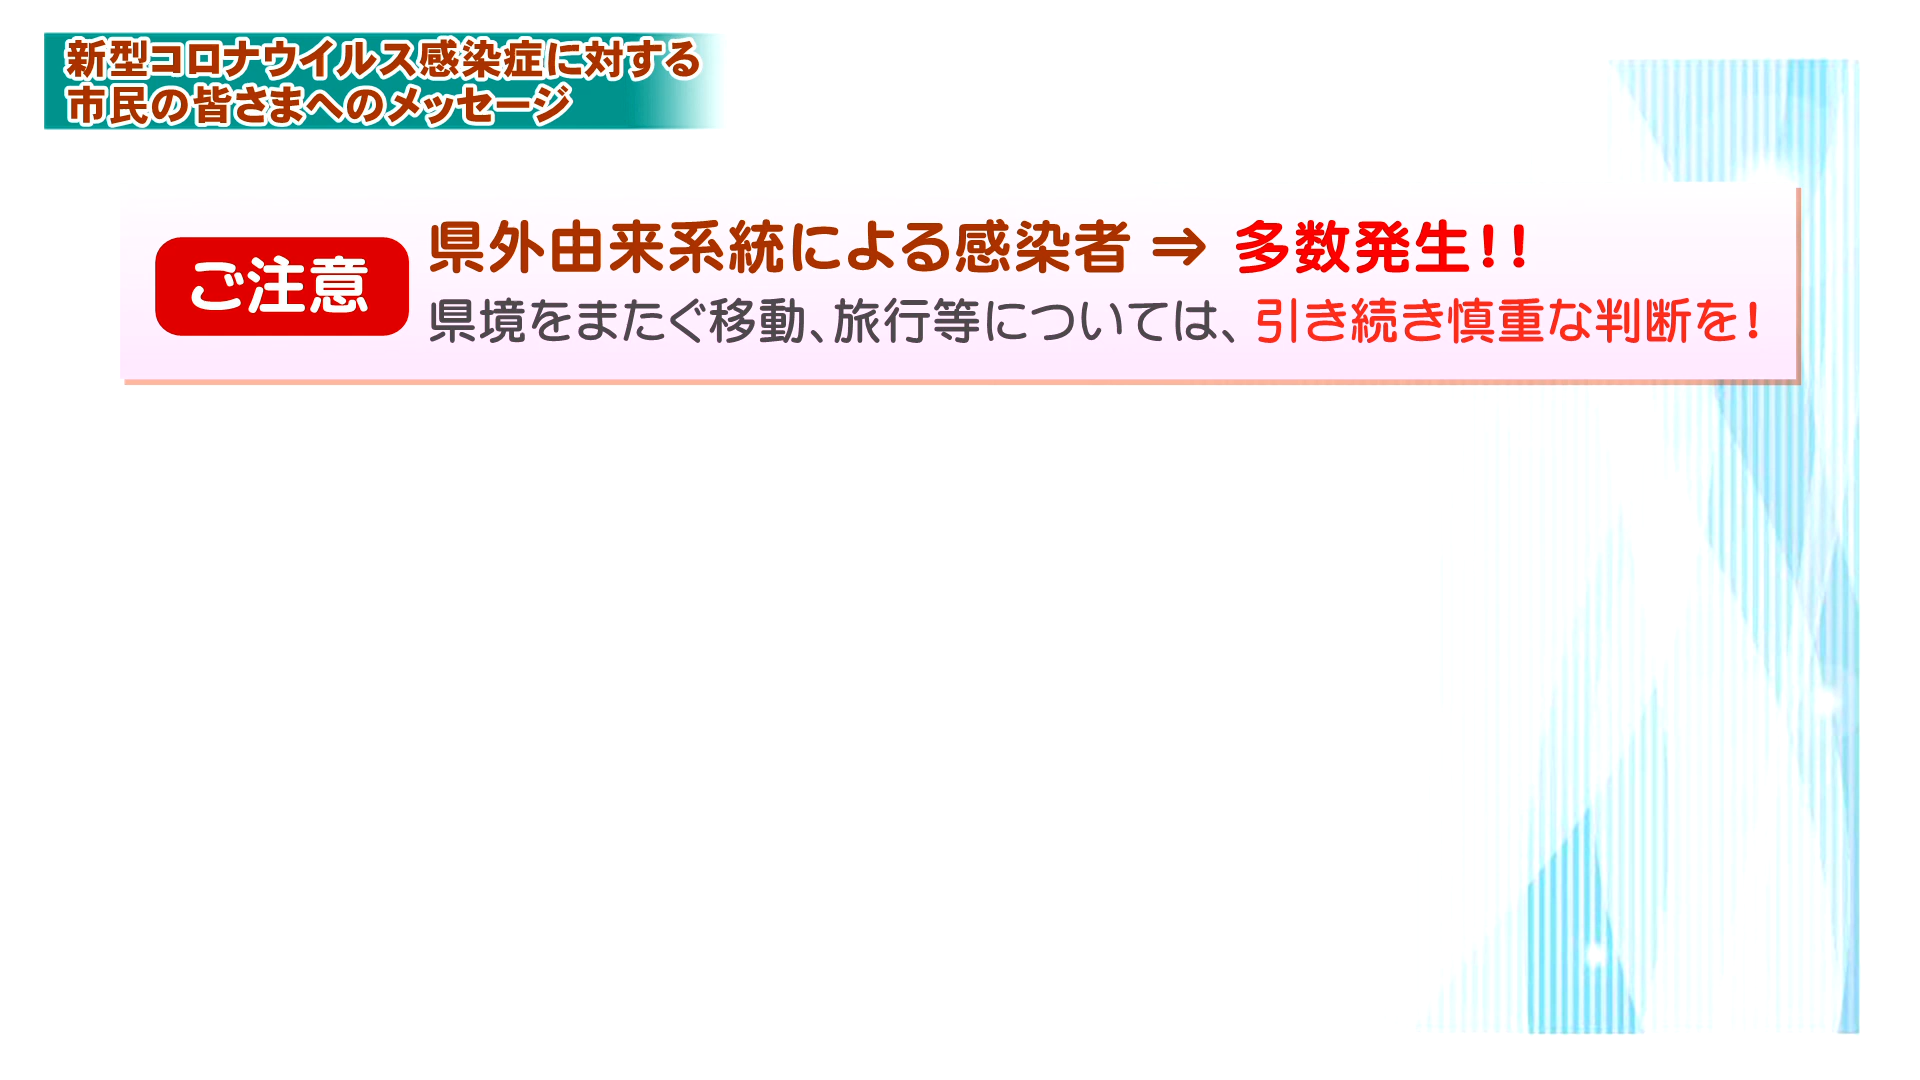 新型コロナウイルス感染症に対する
市民の皆さまへのメッセージ
ご注意
県外由来系統による感染者 ⇒ 多数発生!!
県境をまたぐ移動、旅行等については、引き続き慎重な判断を!